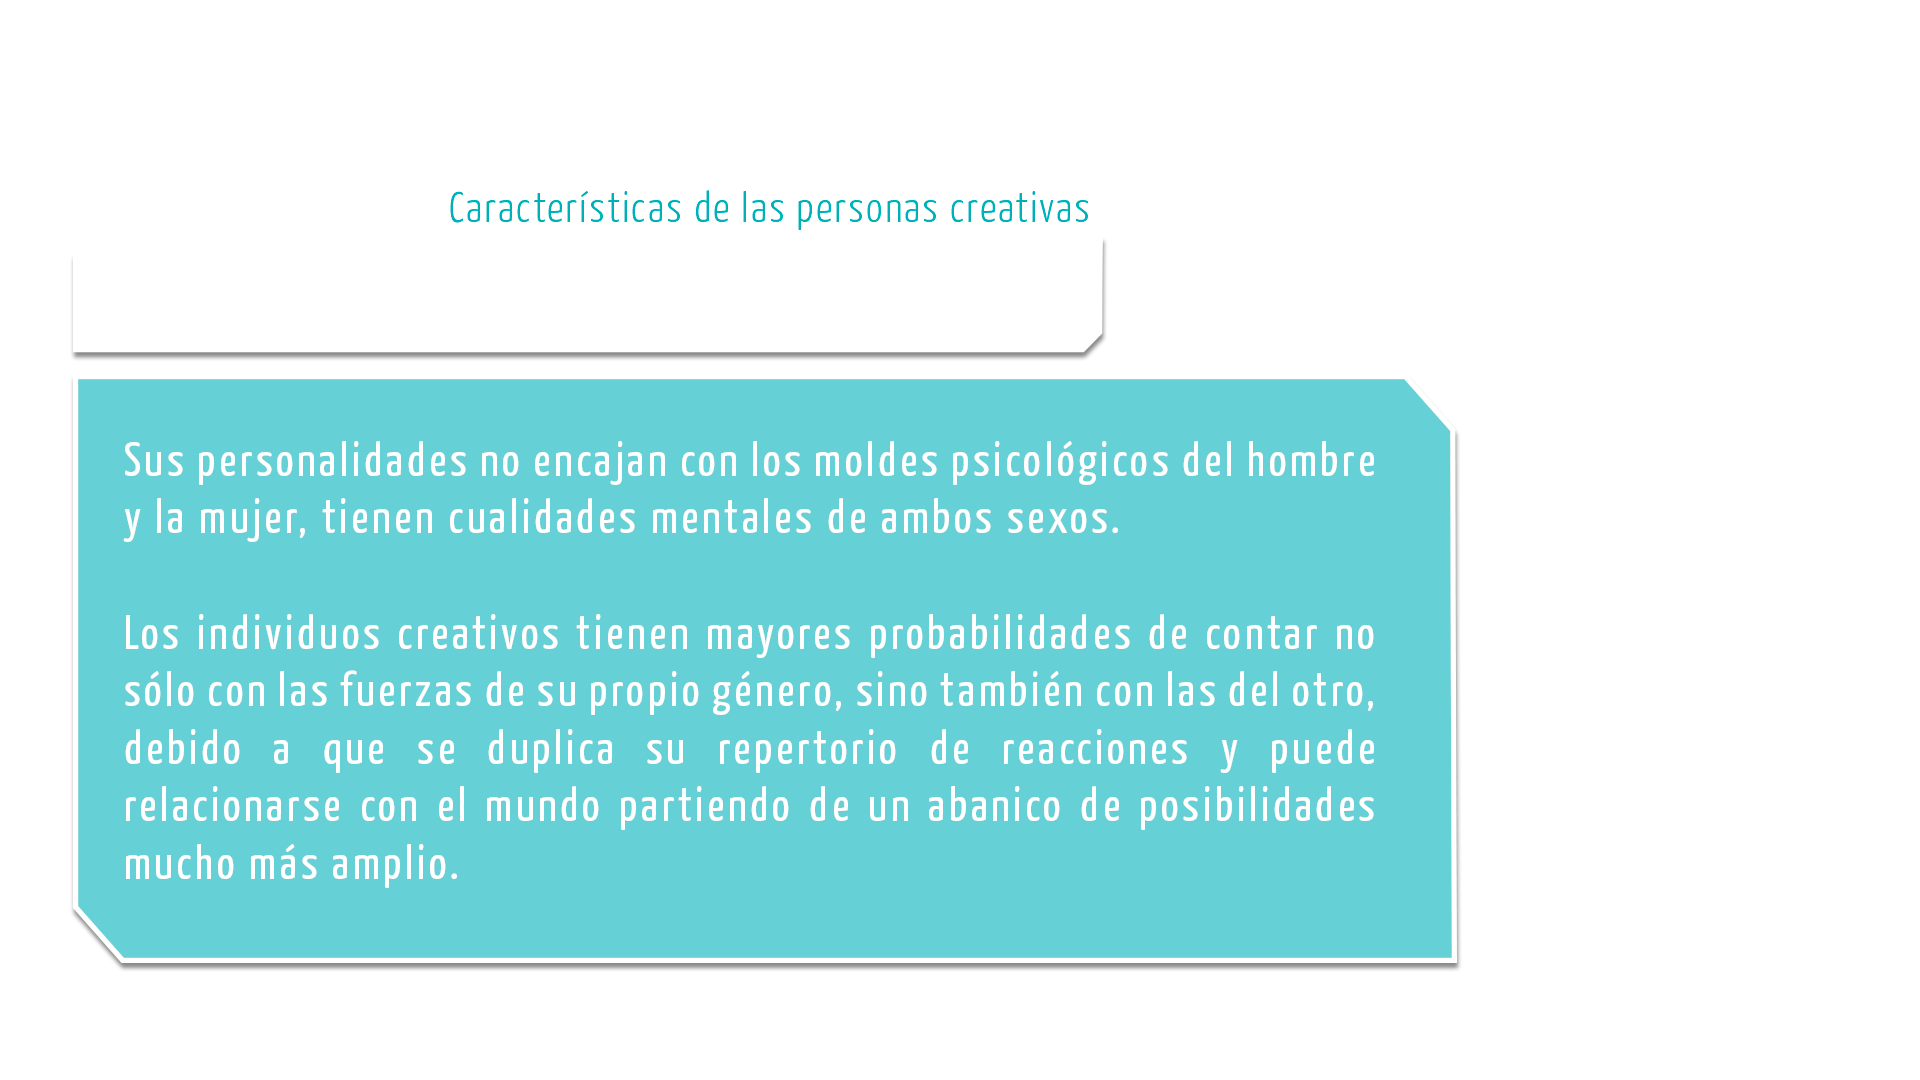 Características de las personas creativas
Sus personalidades no encajan con los moldes psicológicos del hombre
y la mujer, tienen cualidades mentales de ambos sexos.
Los individuos creativos tienen mayores probabilidades de contar no
sólo con las fuerzas de su propio género, sino también con las del otro,
debido a que se duplica su repertorio de reacciones y puede
relacionarse con el mundo partiendo de un abanico de posibilidades
mucho más amplio.